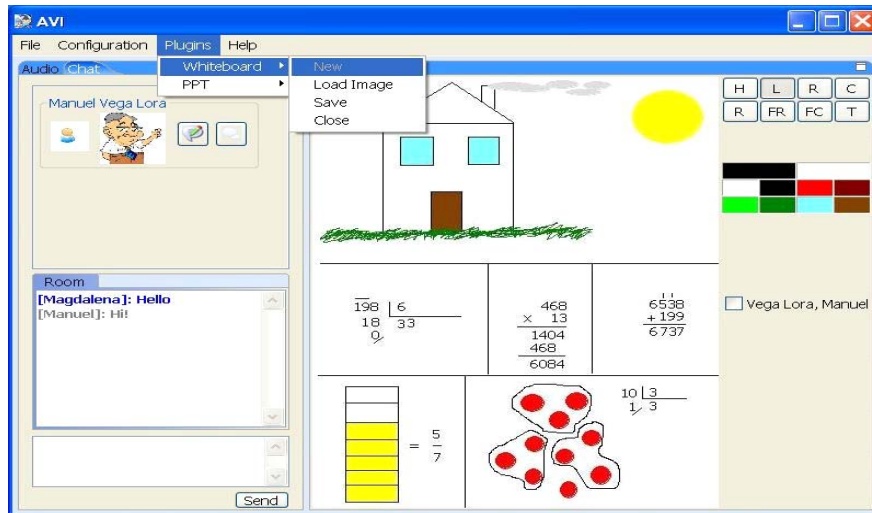 AVI
File Configuration Plugins Help
Audio Chat
Whiteboard
PPT
New
Load Image
Save
Close
Manuel Vega Lora
H L R C
R FR FC T
Room
[Magdalena]: Hello
[Manuel]: Hi!
Send
Vega Lora, Manuel
198 6
18 33
0
468
× 13
1404
468
6084
11
6538
+ 199
6737
= 5
7
10 3
1 3